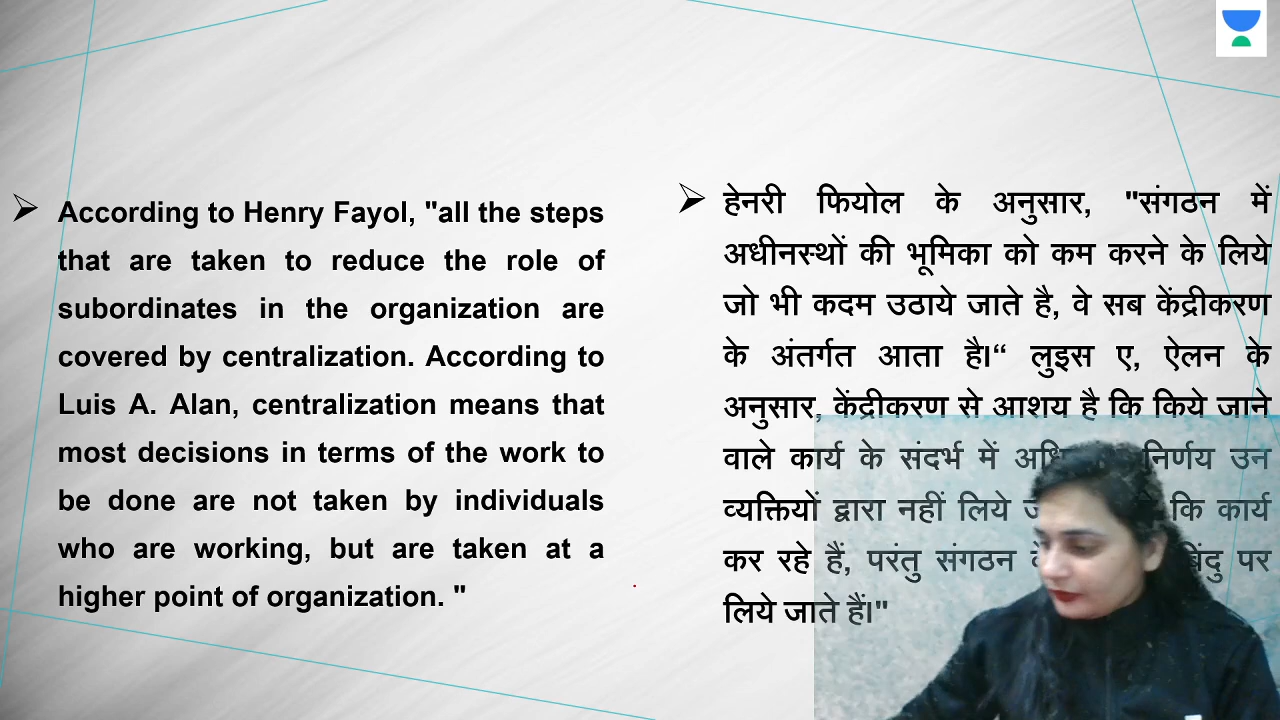 According to Henry Fayol, "all the steps
that are taken to reduce the role of
subordinates in the organization are
covered by centralization. According to
Luis A. Alan, centralization means that
most decisions in terms of the work to
be done are not taken by individuals
who are working, but are taken at a
higher point of organization. "
हेनरी फियोल के अनुसार, "संगठन में
अधीनस्थों की भूमिका को कम करने के लिये
जो भी कदम उठाये जाते है, वे सब केंद्रीकरण
के अंतर्गत आता है।“ लुइस ए, ऐलन के
अनुसार, केंद्रीकरण से आशय है कि किये जाने
वाले कार्य के संदर्भ में निर्णय उन
व्यक्तियों द्वारा नहीं लिये कि कार्य
कर रहे हैं, परंतु संगठन पर
लिये जाते हैं।"